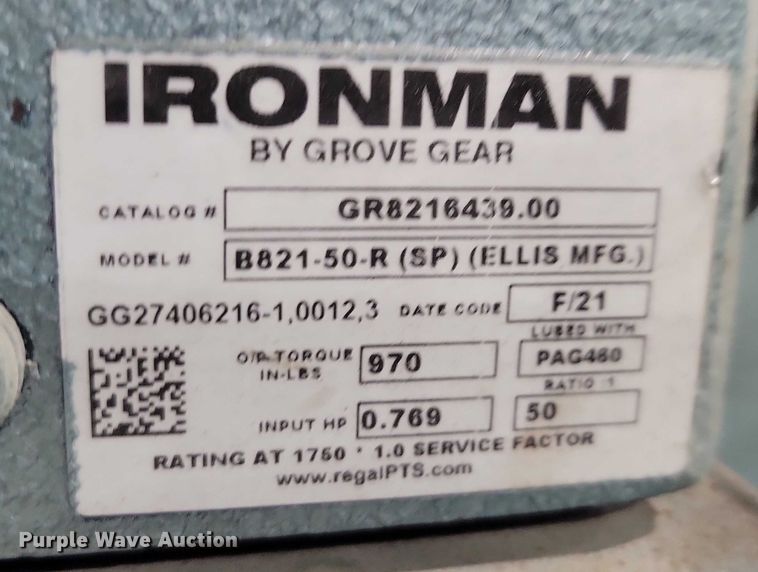 IRONMAN
BY GROVE GEAR
CATALOG # GR8216439.00
MODEL # B821-50-R (SP) (ELLIS MFG.)
GG27406216-1,0012,3 DATE CODE F/21
LUBED WITH
O/P TORQUE IN-LBS 970 PAG460
RATIO :1
INPUT HP 0.769 50
RATING AT 1750 * 1.0 SERVICE FACTOR
www.regalPTS.com
Purple Wave Auction